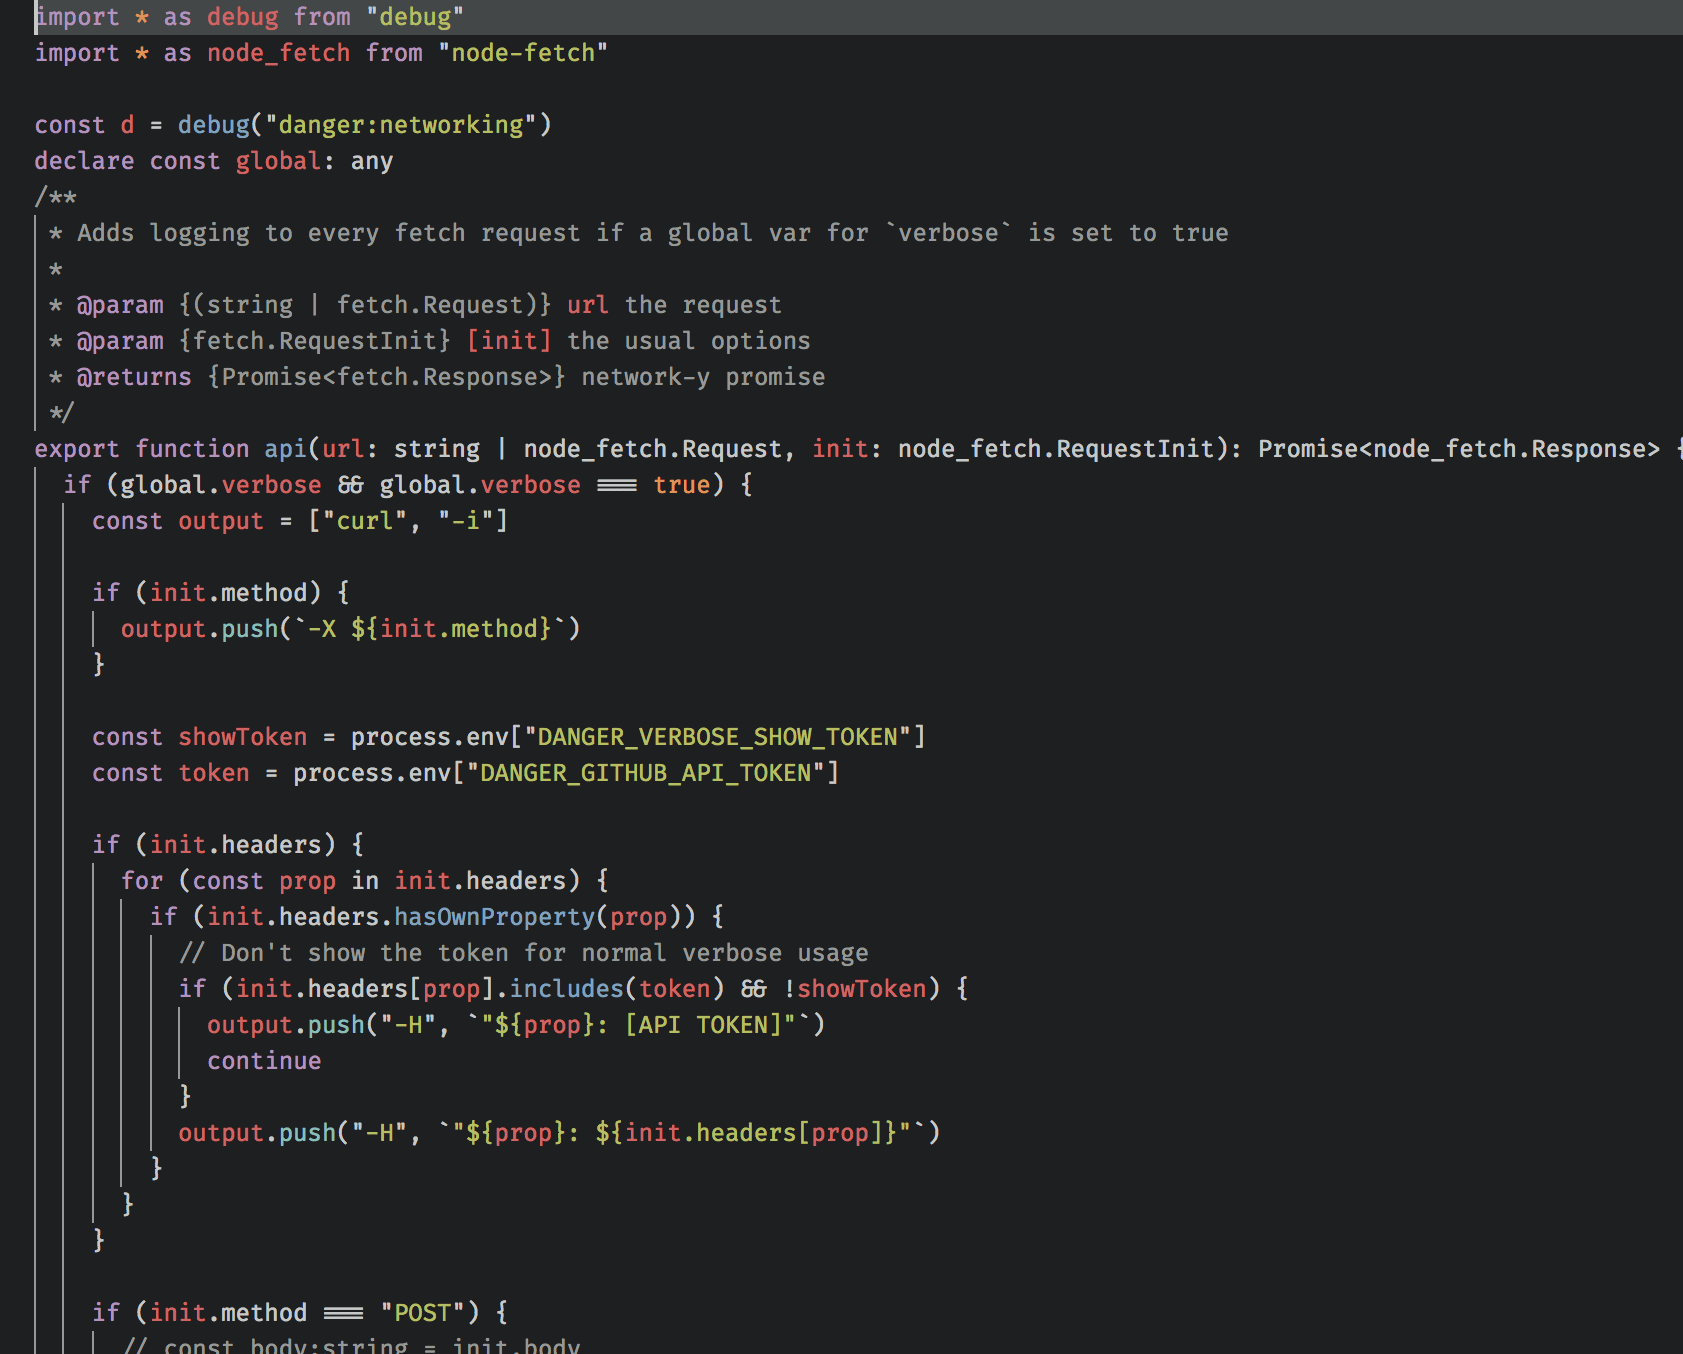 import * as debug from "debug"
import * as node_fetch from "node-fetch"

const d = debug("danger:networking")
declare const global: any
/**
 * Adds logging to every fetch request if a global var for `verbose` is set to true
 *
 * @param {(string | fetch.Request)} url the request
 * @param {fetch.RequestInit} [init] the usual options
 * @returns {Promise<fetch.Response>} network-y promise
 */
export function api(url: string | node_fetch.Request, init: node_fetch.RequestInit): Promise<node_fetch.Response> {
  if (global.verbose && global.verbose === true) {
    const output = ["curl", "-i"]

    if (init.method) {
      output.push(`-X ${init.method}`)
    }

    const showToken = process.env["DANGER_VERBOSE_SHOW_TOKEN"]
    const token = process.env["DANGER_GITHUB_API_TOKEN"]

    if (init.headers) {
      for (const prop in init.headers) {
        if (init.headers.hasOwnProperty(prop)) {
          // Don't show the token for normal verbose usage
          if (init.headers[prop].includes(token) && !showToken) {
            output.push("-H", `"${prop}: [API TOKEN]"`)
            continue
          }
          output.push("-H", `"${prop}: ${init.headers[prop]}"`)
        }
      }
    }

    if (init.method === "POST") {
      // const body:string = init.body